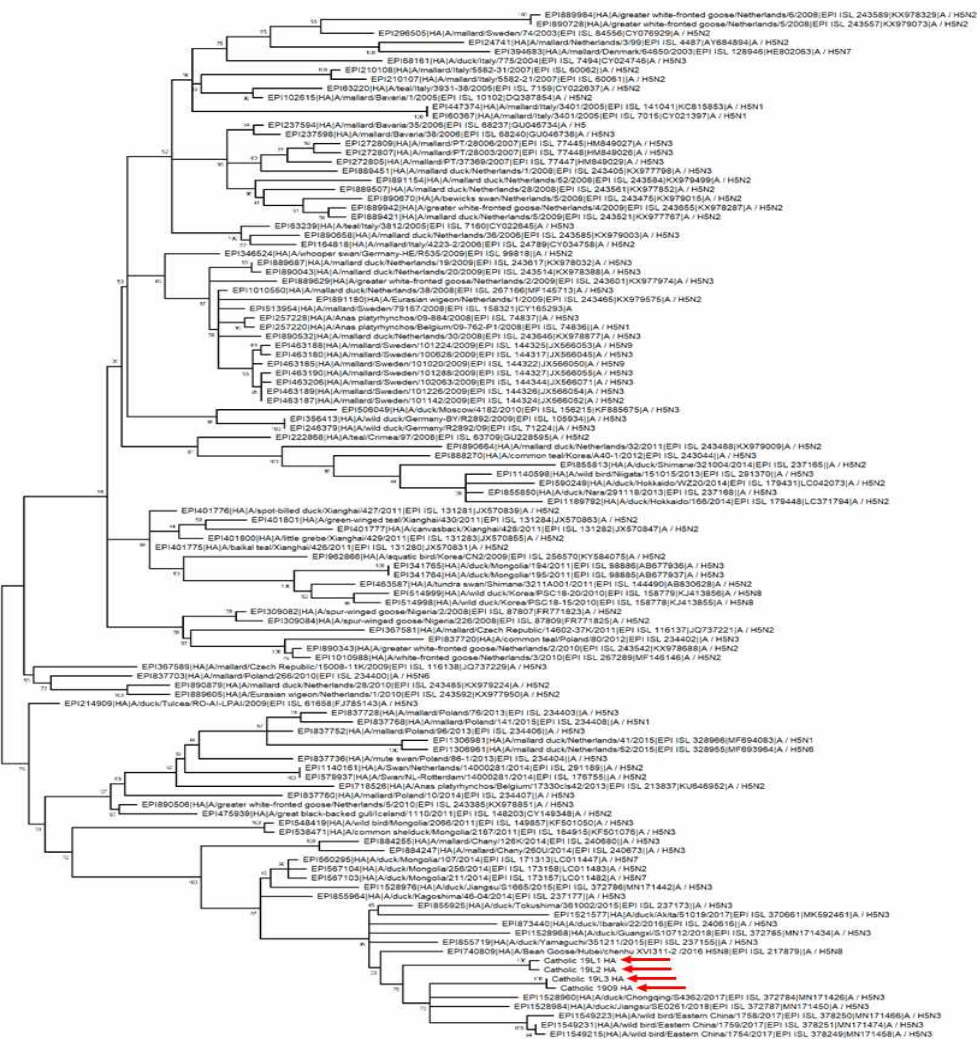 EPI889984|HA|A/greater white-fronted goose/Netherlands/6/2008|EPI ISL 243589|KX978329|A / H5N2
EPI890728|HA|A/greater white-fronted goose/Netherlands/5/2008|EPI ISL 243557|KX979073|A / H5N2
EPI296505|HA|A/mallard/Sweden/74/2003|EPI ISL 84556|CY076929|A / H5N2
EPI24741|HA|A/mallard/Netherlands/3/99|EPI ISL 4487|AY684894|A / H5N2
EPI394683|HA|A/mallard/Denmark/64650/2003|EPI ISL 128946|HE802063|A / H5N7
EPI68161|HA|A/duck/Italy/775/2004|EPI ISL 7494|CY024745|A / H5N3
EPI210108|HA|A/mallard/Italy/5582-31/2007|EPI ISL 60062||A / H5N2
EPI210107|HA|A/mallard/Italy/5582-21/2007|EPI ISL 60061||A / H5N2
EPI63220|HA|A/teal/Italy/3931-38/2005|EPI ISL 7159|CY022637|A / H5N2
EPI102615|HA|A/mallard/Bavaria/1/2005|EPI ISL 10102|DQ387854|A / H5N2
EPI447374|HA|A/mallard/Italy/3401/2005|EPI ISL 141041|KC815853|A / H5N1
EPI60367|HA|A/mallard/Italy/3401/2005|EPI ISL 7015|CY021397|A / H5N1
EPI237594|HA|A/mallard/Bavaria/35/2006|EPI ISL 68237|GU046734|A / H5
EPI237598|HA|A/mallard/Bavaria/38/2006|EPI ISL 68240|GU046738|A / H5N3
EPI272809|HA|A/mallard/PT/28006/2007|EPI ISL 77445|HM849027|A / H5N3
EPI272807|HA|A/mallard/PT/28003/2007|EPI ISL 77448|HM849026|A / H5N3
EPI272805|HA|A/mallard/PT/37369/2007|EPI ISL 77447|HM849029|A / H5N3
EPI889451|HA|A/mallard duck/Netherlands/1/2008|EPI ISL 243405|KX977796|A / H5N3
EPI891154|HA|A/mallard duck/Netherlands/52/2008|EPI ISL 243584|KX979499|A / H5N2
EPI889507|HA|A/mallard duck/Netherlands/28/2008|EPI ISL 243561|KX977852|A / H5N2
EPI890670|HA|A/bewicks swan/Netherlands/5/2008|EPI ISL 243475|KX979015|A / H5N2
EPI889942|HA|A/greater white-fronted goose/Netherlands/4/2009|EPI ISL 243655|KX978287|A / H5N2
EPI889421|HA|A/mallard duck/Netherlands/5/2009|EPI ISL 243521|KX977767|A / H5N2
EPI63239|HA|A/teal/Italy/3812/2005|EPI ISL 7160|CY022645|A / H5N3
EPI890658|HA|A/mallard duck/Netherlands/36/2006|EPI ISL 243585|KX979003|A / H5N3
EPI164818|HA|A/mallard/Italy/4223-2/2006|EPI ISL 24789|CY034758|A / H5N2
EPI346524|HA|A/whooper swan/Germany-HE/R535/2009|EPI ISL 99818||A / H5N2
EPI889687|HA|A/mallard duck/Netherlands/19/2009|EPI ISL 243617|KX978032|A / H5N3
EPI890043|HA|A/mallard duck/Netherlands/20/2009|EPI ISL 243514|KX978388|A / H5N3
EPI889629|HA|A/greater white-fronted goose/Netherlands/2/2009|EPI ISL 243601|KX977974|A / H5N3
EPI1010550|HA|A/mallard duck/Netherlands/38/2008|EPI ISL 267166|MF145713|A / H5N3
EPI891180|HA|A/Eurasian wigeon/Netherlands/1/2009|EPI ISL 243465|KX979575|A / H5N2
EPI513954|HA|A/mallard/Sweden/79157/2008|EPI ISL 158321|CY165293|A
EPI257228|HA|A/Anas platyrhynchos/09-884/2008|EPI ISL 74837||A / H5N3
EPI257220|HA|A/Anas platyrhynchos/Belgium/09-762-P1/2008|EPI ISL 74836||A / H5N1
EPI890532|HA|A/mallard duck/Netherlands/30/2008|EPI ISL 243646|KX978877|A / H5N3
EPI463188|HA|A/mallard/Sweden/101224/2009|EPI ISL 144325|JX566053|A / H5N9
EPI463180|HA|A/mallard/Sweden/100628/2009|EPI ISL 144317|JX566045|A / H5N3
EPI463185|HA|A/mallard/Sweden/101020/2009|EPI ISL 144322|JX566050|A / H5N9
EPI463190|HA|A/mallard/Sweden/101288/2009|EPI ISL 144327|JX566055|A / H5N3
EPI463206|HA|A/mallard/Sweden/102063/2009|EPI ISL 144344|JX566071|A / H5N3
EPI463189|HA|A/mallard/Sweden/101226/2009|EPI ISL 144326|JX566054|A / H5N3
EPI463187|HA|A/mallard/Sweden/101142/2009|EPI ISL 144324|JX566052|A / H5N2
EPI506049|HA|A/duck/Moscow/4182/2010|EPI ISL 156215|KF885675|A / H5N3
EPI356413|HA|A/wild duck/Germany-BY/R2892/2009|EPI ISL 105934||A / H5N3
EPI246379|HA|A/wild duck/Germany/R2892/09|EPI ISL 71224||A / H5N3
EPI222868|HA|A/teal/Crimea/97/2008|EPI ISL 63709|GU228595|A / H5N2
EPI890664|HA|A/mallard duck/Netherlands/32/2011|EPI ISL 243468|KX979009|A / H5N2
EPI888270|HA|A/common teal/Korea/A40-1/2012|EPI ISL 243044||A / H5N3
EPI855813|HA|A/duck/Shimane/321004/2014|EPI ISL 237165||A / H5N2
EPI1140598|HA|A/wild bird/Niigata/151015/2013|EPI ISL 291370||A / H5N3
EPI590249|HA|A/duck/Hokkaido/WZ20/2014|EPI ISL 179431|LC042073|A / H5N2
EPI855850|HA|A/duck/Nara/291118/2013|EPI ISL 237168||A / H5N3
EPI1189792|HA|A/duck/Hokkaido/166/2014|EPI ISL 179448|LC371794|A / H5N2
EPI401776|HA|A/spot-billed duck/Xianghai/427/2011|EPI ISL 131281|JX570839|A / H5N2
EPI401801|HA|A/green-winged teal/Xianghai/430/2011|EPI ISL 131284|JX570863|A / H5N2
EPI401777|HA|A/canvasback/Xianghai/428/2011|EPI ISL 131282|JX570847|A / H5N2
EPI401800|HA|A/little grebe/Xianghai/429/2011|EPI ISL 131283|JX570855|A / H5N2
EPI401775|HA|A/baikal teal/Xianghai/426/2011|EPI ISL 131280|JX570831|A / H5N2
EPI962866|HA|A/aquatic bird/Korea/CN2/2009|EPI ISL 256570|KY584075|A / H5N2
EPI341765|HA|A/duck/Mongolia/194/2011|EPI ISL 98886|AB677936|A / H5N3
EPI341764|HA|A/duck/Mongolia/195/2011|EPI ISL 98885|AB677937|A / H5N3
EPI463587|HA|A/tundra swan/Shimane/3211A001/2011|EPI ISL 144490|AB830628|A / H5N2
EPI514999|HA|A/wild duck/Korea/PSC18-20/2010|EPI ISL 158779|KJ413856|A / H5N8
EPI514998|HA|A/wild duck/Korea/PSC18-15/2010|EPI ISL 158778|KJ413855|A / H5N8
EPI309082|HA|A/spur-winged goose/Nigeria/2/2008|EPI ISL 87807|FR771823|A / H5N2
EPI309084|HA|A/spur-winged goose/Nigeria/226/2008|EPI ISL 87809|FR771825|A / H5N2
EPI367581|HA|A/mallard/Czech Republic/14602-37K/2011|EPI ISL 116137|JQ737221|A / H5N2
EPI837720|HA|A/common teal/Poland/80/2012|EPI ISL 234402||A / H5N3
EPI890343|HA|A/greater white-fronted goose/Netherlands/2/2010|EPI ISL 243542|KX978688|A / H5N2
EPI1010988|HA|A/white-fronted goose/Netherlands/3/2010|EPI ISL 267289|MF146146|A / H5N2
EPI367589|HA|A/mallard/Czech Republic/15008-11K/2009|EPI ISL 116138|JQ737229|A / H5N3
EPI837703|HA|A/mallard/Poland/266/2010|EPI ISL 234400||A / H5N6
EPI890879|HA|A/mallard duck/Netherlands/28/2010|EPI ISL 243485|KX979224|A / H5N2
EPI889605|HA|A/Eurasian wigeon/Netherlands/1/2010|EPI ISL 243592|KX977950|A / H5N2
EPI214909|HA|A/duck/Tulcea/RO-AI-LPAI/2009|EPI ISL 61658|FJ785143|A / H5N3
EPI837728|HA|A/mallard/Poland/76/2013|EPI ISL 234403||A / H5N3
EPI837768|HA|A/mallard/Poland/141/2015|EPI ISL 234408||A / H5N1
EPI837752|HA|A/mallard/Poland/96/2013|EPI ISL 234406||A / H5N3
EPI1306981|HA|A/mallard duck/Netherlands/41/2015|EPI ISL 328966|MF694083|A / H5N1
EPI1306961|HA|A/mallard duck/Netherlands/52/2015|EPI ISL 328955|MF693964|A / H5N6
EPI837736|HA|A/mute swan/Poland/86-1/2013|EPI ISL 234404||A / H5N3
EPI1140161|HA|A/Swan/Netherlands/14000281/2014|EPI ISL 291189||A / H5N2
EPI579937|HA|A/Swan/NL-Rotterdam/14000281/2014|EPI ISL 176755||A / H5N2
EPI718526|HA|A/Anas platyrhynchos/Belgium/17330cls42/2013|EPI ISL 213837|KU646952|A / H5N2
EPI837760|HA|A/mallard/Poland/10/2014|EPI ISL 234407||A / H5N3
EPI890506|HA|A/greater white-fronted goose/Netherlands/5/2010|EPI ISL 243385|KX978851|A / H5N3
EPI475939|HA|A/great black-backed gull/Iceland/1110/2011|EPI ISL 148203|CY149348|A / H5N2
EPI548419|HA|A/wild bird/Mongolia/2066/2011|EPI ISL 149857|KF501050|A / H5N3
EPI538471|HA|A/common shelduck/Mongolia/2187/2011|EPI ISL 164915|KF501076|A / H5N3
EPI884255|HA|A/mallard/Chany/126K/2014|EPI ISL 240680||A / H5N3
EPI884247|HA|A/mallard/Chany/260U/2014|EPI ISL 240673||A / H5N3
EPI560295|HA|A/duck/Mongolia/107/2014|EPI ISL 171313|LC011447|A / H5N7
EPI567104|HA|A/duck/Mongolia/256/2014|EPI ISL 173158|LC011483|A / H5N2
EPI567103|HA|A/duck/Mongolia/211/2014|EPI ISL 173157|LC011482|A / H5N7
EPI1528976|HA|A/duck/Jiangsu/S1665/2015|EPI ISL 372786|MN171442|A / H5N3
EPI855964|HA|A/duck/Kagoshima/46-04/2014|EPI ISL 237177||A / H5N3
EPI855925|HA|A/duck/Tokushima/361002/2015|EPI ISL 237173||A / H5N3
EPI1521577|HA|A/duck/Akita/51019/2017|EPI ISL 370661|MK592461|A / H5N3
EPI873440|HA|A/duck/Ibaraki/22/2016|EPI ISL 240616||A / H5N3
EPI1528968|HA|A/duck/Guangxi/S10712/2018|EPI ISL 372785|MN171434|A / H5N3
EPI855719|HA|A/duck/Yamaguchi/351211/2015|EPI ISL 237155||A / H5N3
EPI740809|HA|A/Bean Goose/Hubei/chenhu XVI311-2 /2016 H5N8|EPI ISL 217879||A / H5N8
Catholic 19L1 HA
Catholic 19L2 HA
Catholic 19L3 HA
Catholic 1909 HA
EPI1528960|HA|A/duck/Chongqing/S4362/2017|EPI ISL 372784|MN171426|A / H5N3
EPI1528984|HA|A/duck/Jiangsu/SE0261/2018|EPI ISL 372787|MN171450|A / H5N3
EPI1549223|HA|A/wild bird/Eastern China/1758/2017|EPI ISL 378250|MN171466|A / H5N3
EPI1549231|HA|A/wild bird/Eastern China/1759/2017|EPI ISL 378251|MN171474|A / H5N3
EPI1549215|HA|A/wild bird/Eastern China/1754/2017|EPI ISL 378249|MN171458|A / H5N3